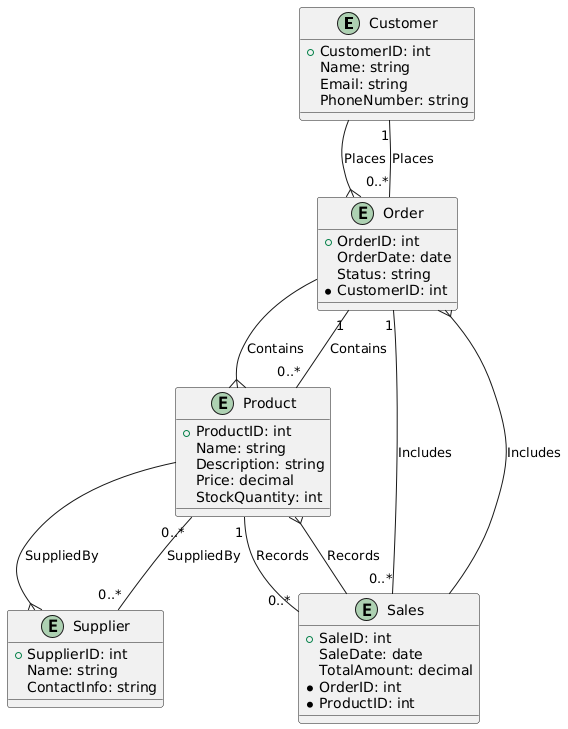 E Customer
CustomerID: int
Name: string
Email: string
PhoneNumber: string
1
Places Places
0..*
E Order
OrderID: int
OrderDate: date
Status: string
CustomerID: int
1 1
Contains Contains
0..*
E Product
ProductID: int
Name: string
Description: string
Price: decimal
StockQuantity: int
Includes Includes
0..* 1
SuppliedBy SuppliedBy Records Records
0..* 0..* 0..*
E Supplier
SupplierID: int
Name: string
ContactInfo: string
E Sales
SaleID: int
SaleDate: date
TotalAmount: decimal
OrderID: int
ProductID: int